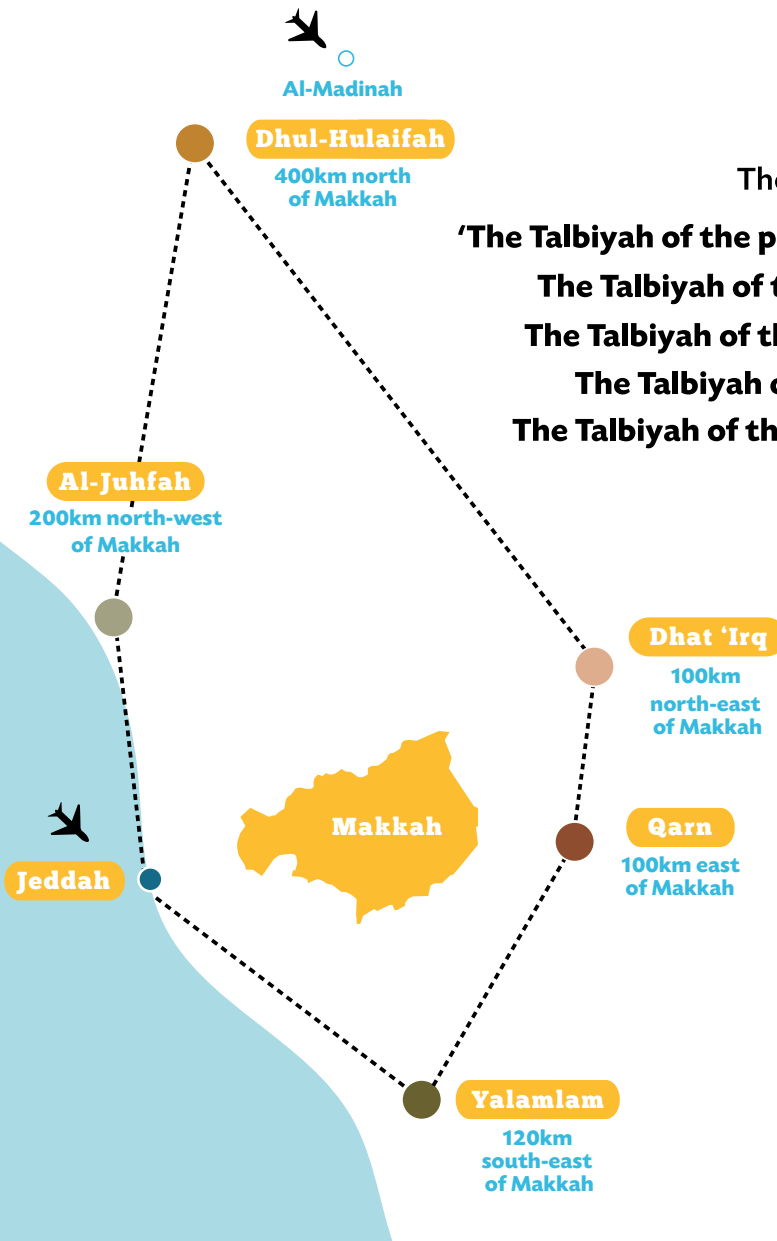 Al-Madinah
Dhul-Hulaifah
400km north
of Makkah
The
‘The Talbiyah of the p
The Talbiyah of t
The Talbiyah of th
The Talbiyah o
The Talbiyah of th
Al-Juhfah
200km north-west
of Makkah
Dhat ‘Irq
100km
north-east
of Makkah
Makkah
Qarn
100km east
of Makkah
Jeddah
Yalamlam
120km
south-east
of Makkah